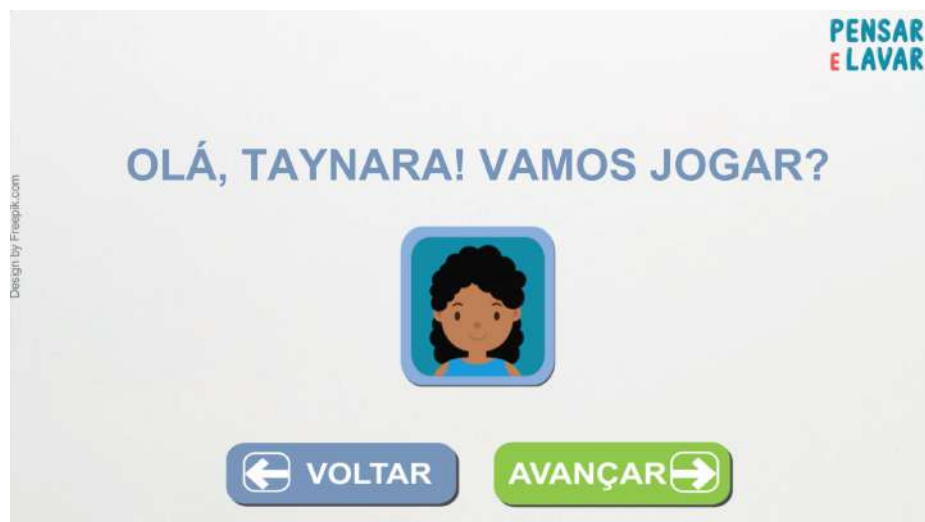 PENSAR
E LAVAR
OLÁ, TAYNARA! VAMOS JOGAR?
Design by Freepik.com
VOLTAR
AVANÇAR